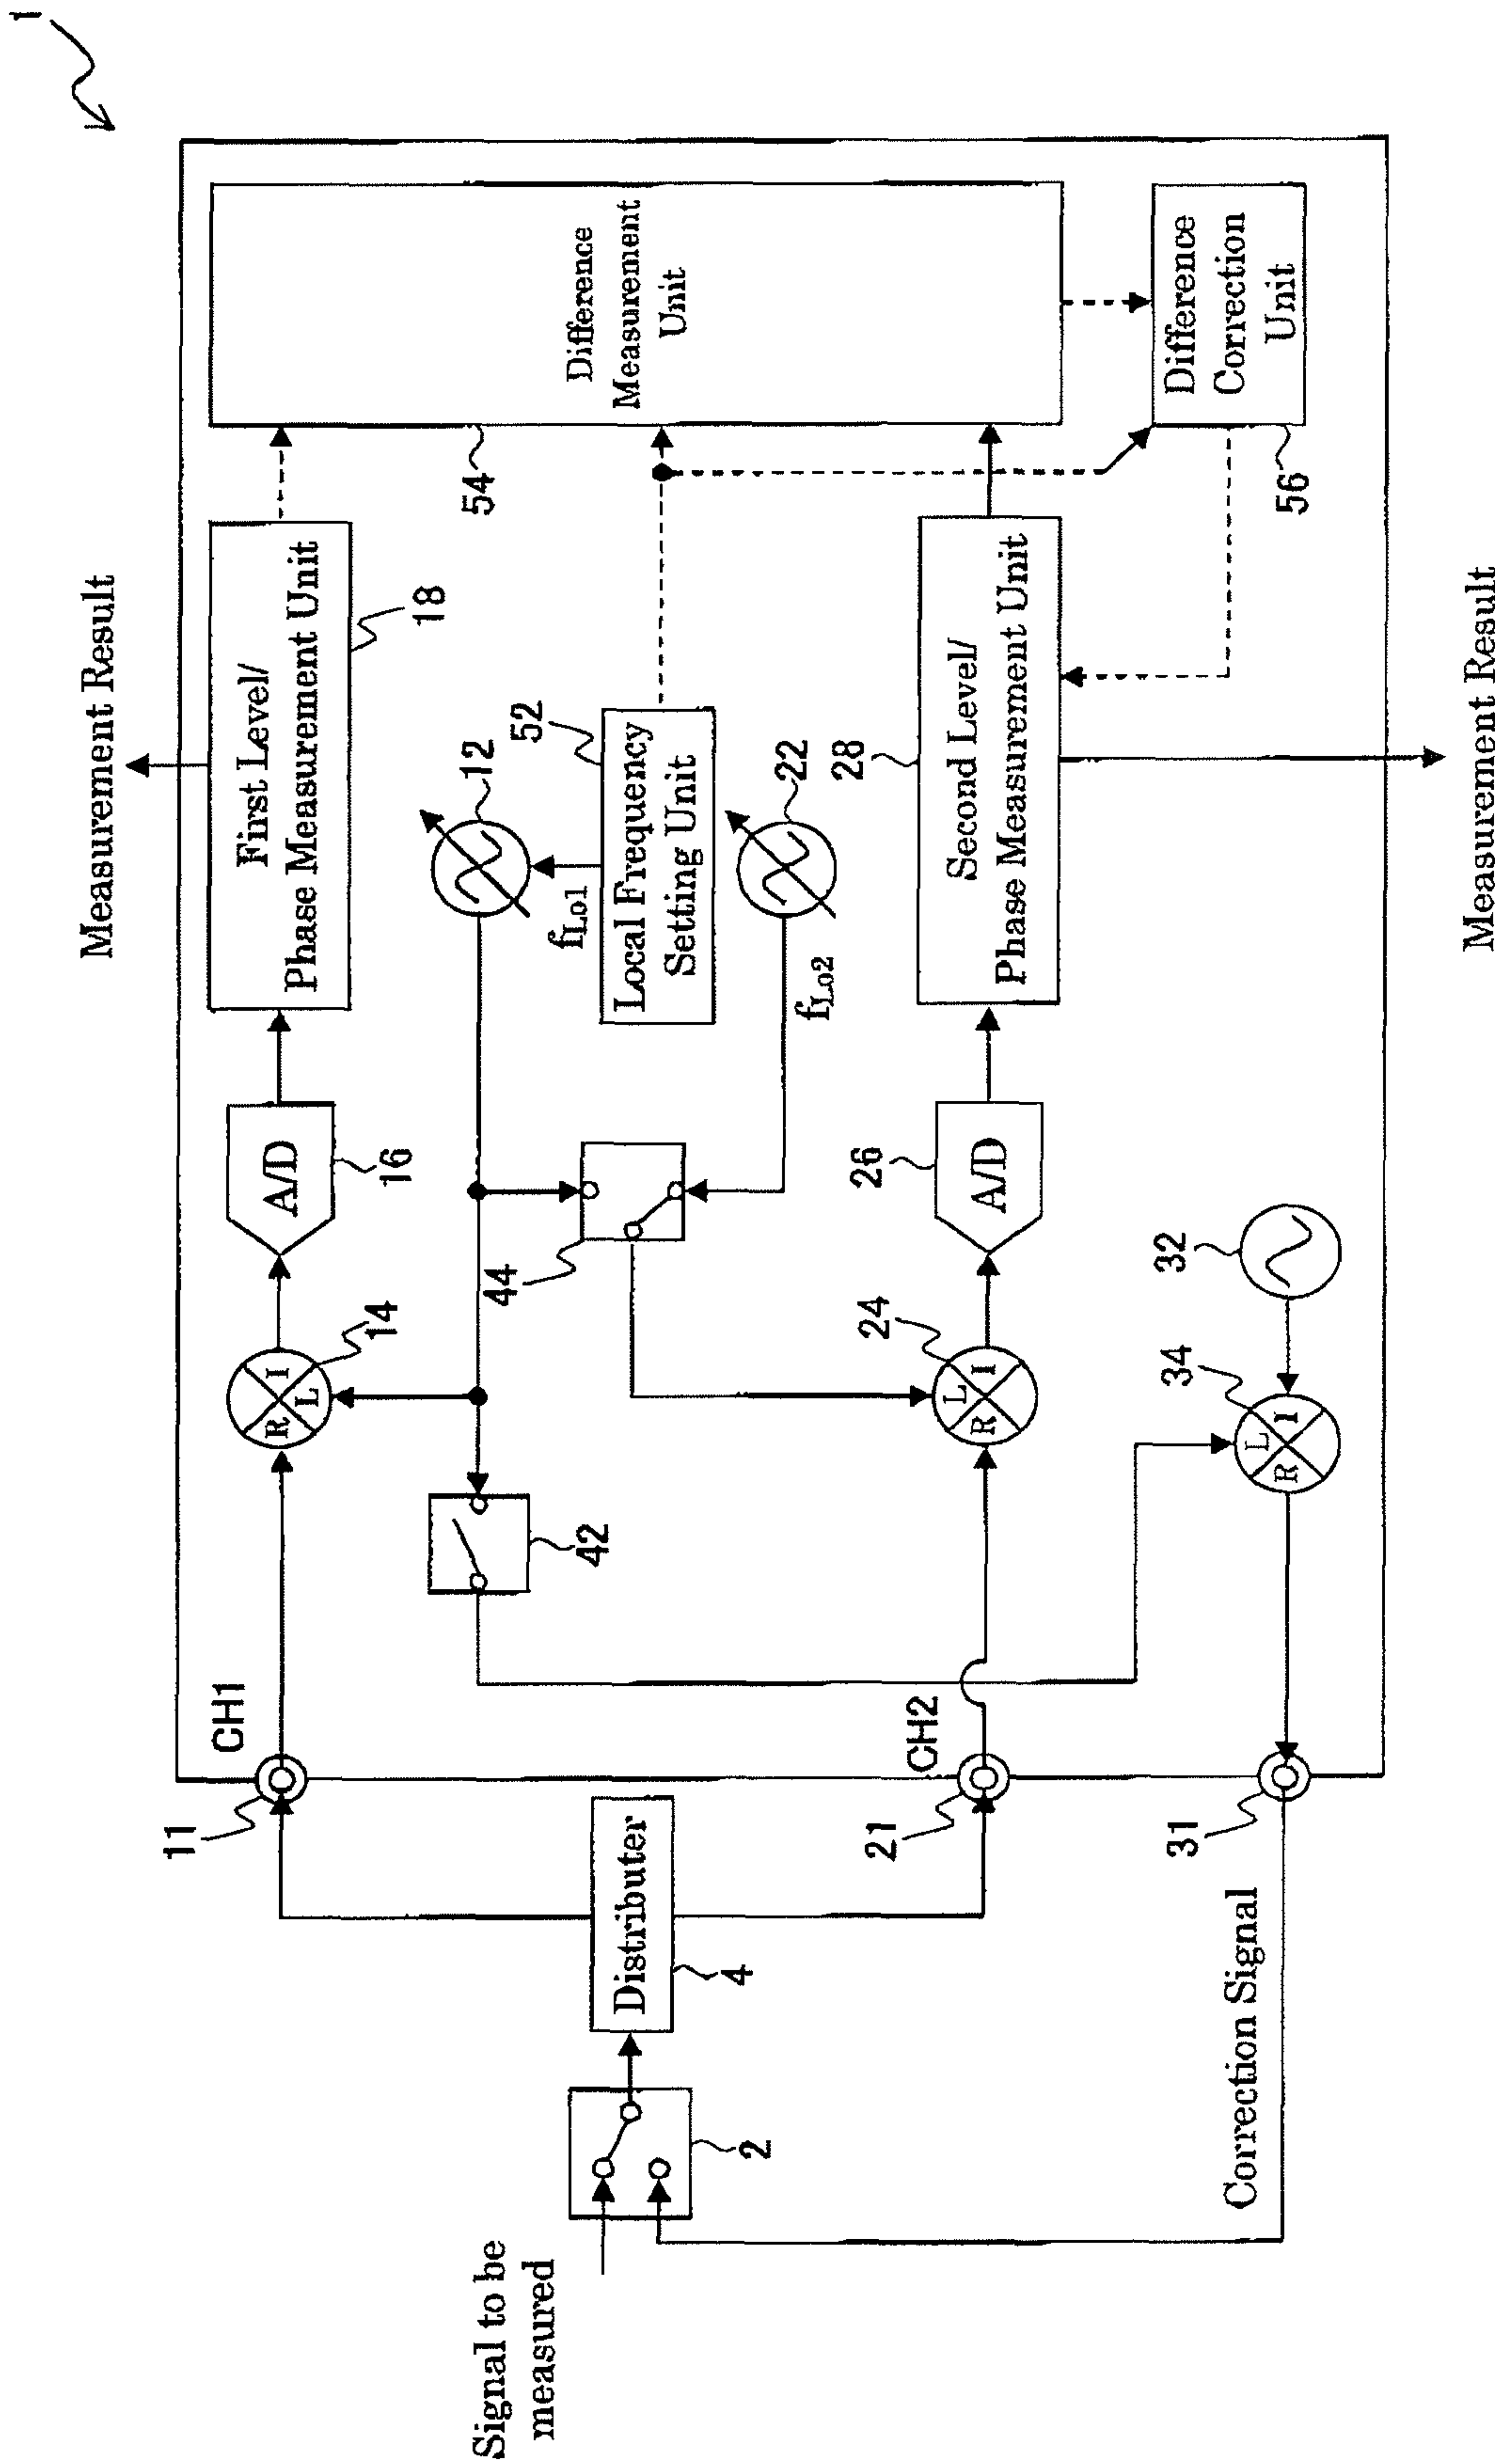 1
Measurement Result
CH1
11
R
I
L
14
A/D
16
First Level/
Phase Measurement Unit
18
42
12
fLo1
52
Local Frequency
Setting Unit
44
22
fLo2
54
Difference
Measurement
Unit
Signal to be
measured
2
Distributer
4
CH2
21
L
R
I
24
A/D
26
Second Level/
Phase Measurement Unit
28
Difference
Correction
Unit
56
Correction Signal
31
L
R
I
34
32
Measurement Result